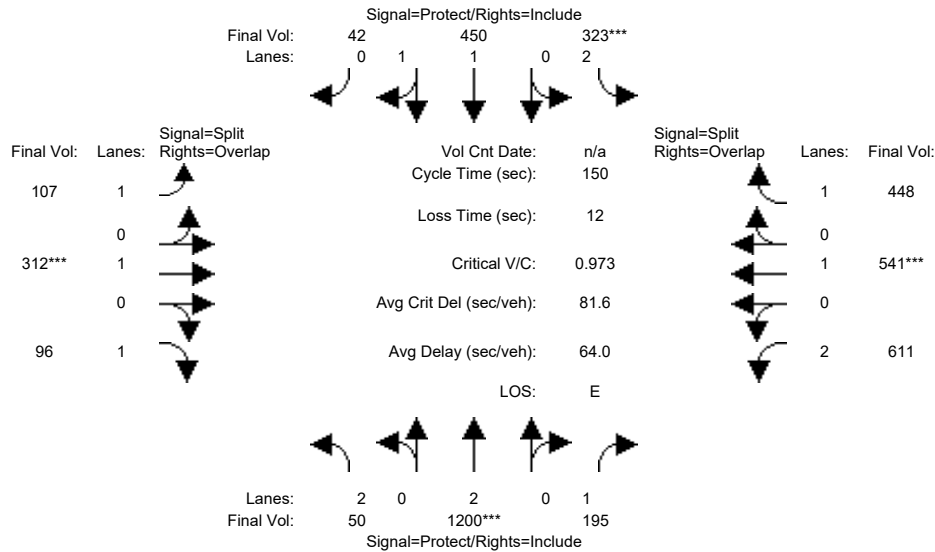 Signal=Protect/Rights=Include
Final Vol: 42 450 323***
Lanes: 0 1 1 0 2
Signal=Split Signal=Split
Final Vol: Lanes: Rights=Overlap Vol Cnt Date: n/a Rights=Overlap Lanes: Final Vol:
Cycle Time (sec): 150
107 1 1 448
Loss Time (sec): 12
0 0
312*** 1 Critical V/C: 0.973 1 541***
0 Avg Crit Del (sec/veh): 81.6 0
96 1 Avg Delay (sec/veh): 64.0 2 611
LOS: E
Lanes: 2 0 2 0 1
Final Vol: 50 1200*** 195
Signal=Protect/Rights=Include